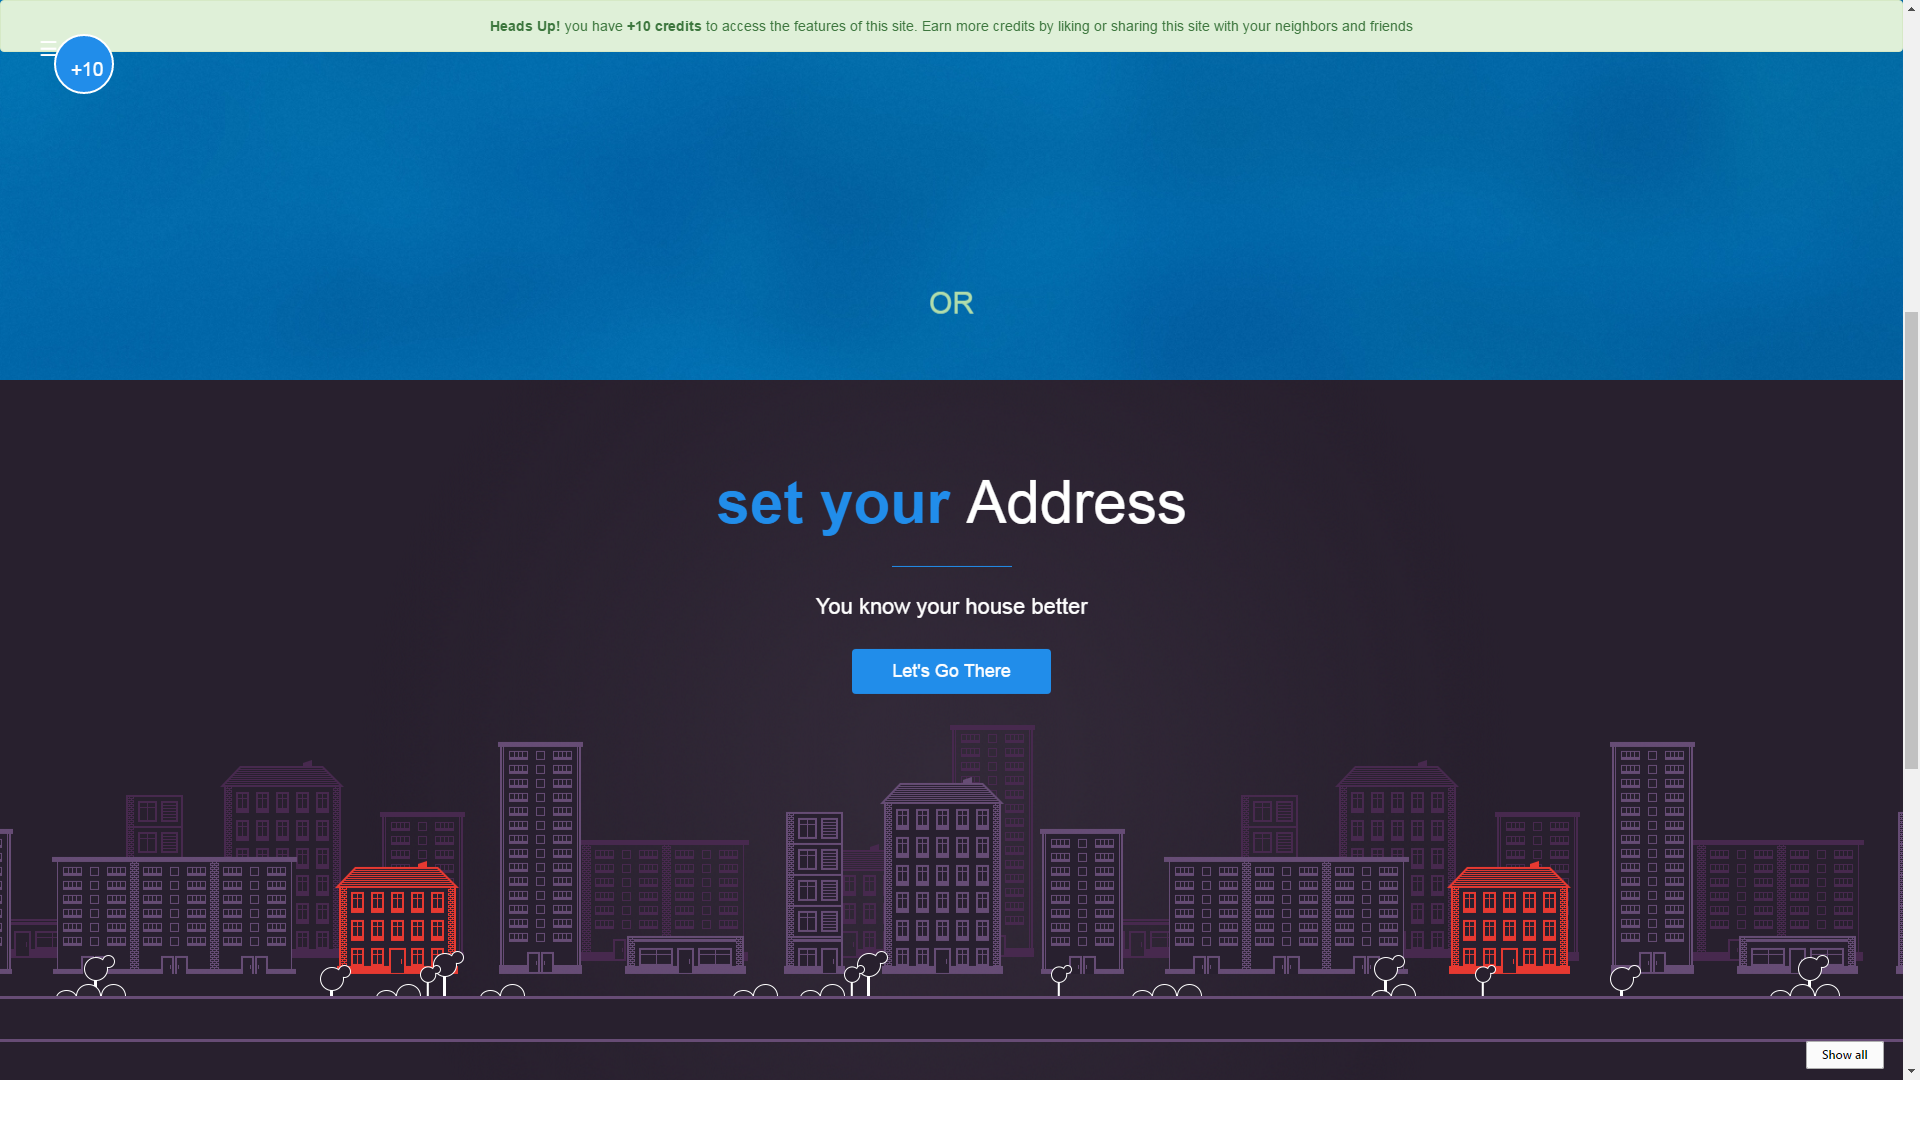 Heads Up! you have +10 credits to access the features of this site. Earn more credits by liking or sharing this site with your neighbors and friends
+10
OR
set your Address
You know your house better
Let's Go There
Show all